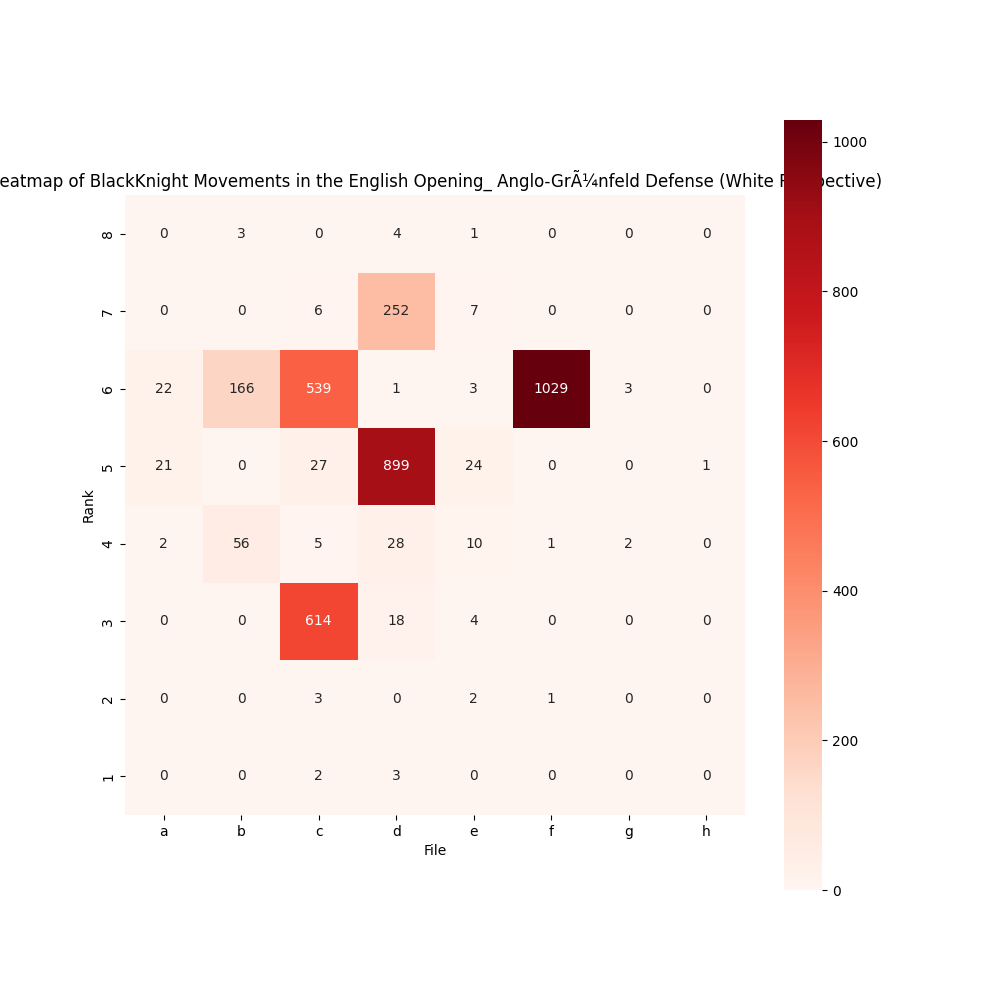 eatmap of BlackKnight Movements in the English Opening_ Anglo-GrÃ¼nfeld Defense (White Perspective)
8 0 3 0 4 1 0 0 0
7 0 0 6 252 7 0 0 0
6 22 166 539 1 3 1029 3 0
5 21 0 27 899 24 0 0 1
4 2 56 5 28 10 1 2 0
3 0 0 614 18 4 0 0 0
2 0 0 3 0 2 1 0 0
1 0 0 2 3 0 0 0 0
a b c d e f g h
Rank
File
1000
800
600
400
200
0